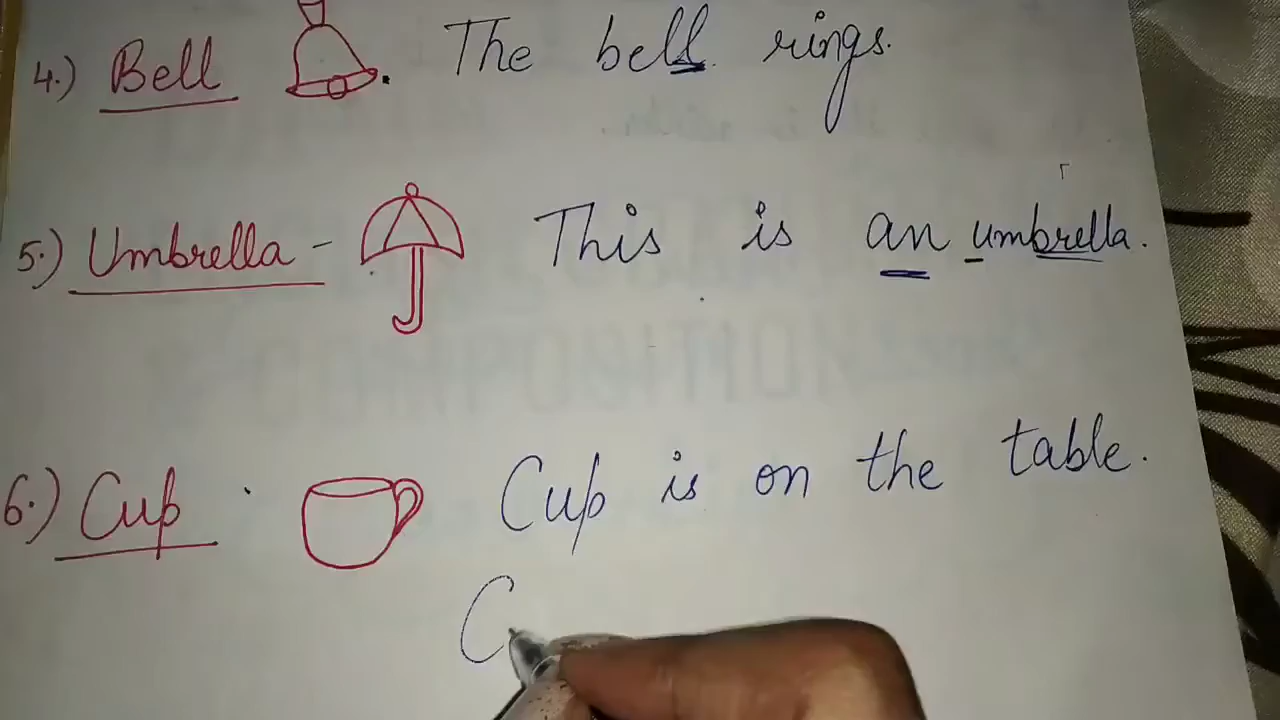 4.) Bell The bell rings.
5.) Umbrella - This is an umbrella.
6.) Cup Cup is on the table.
C